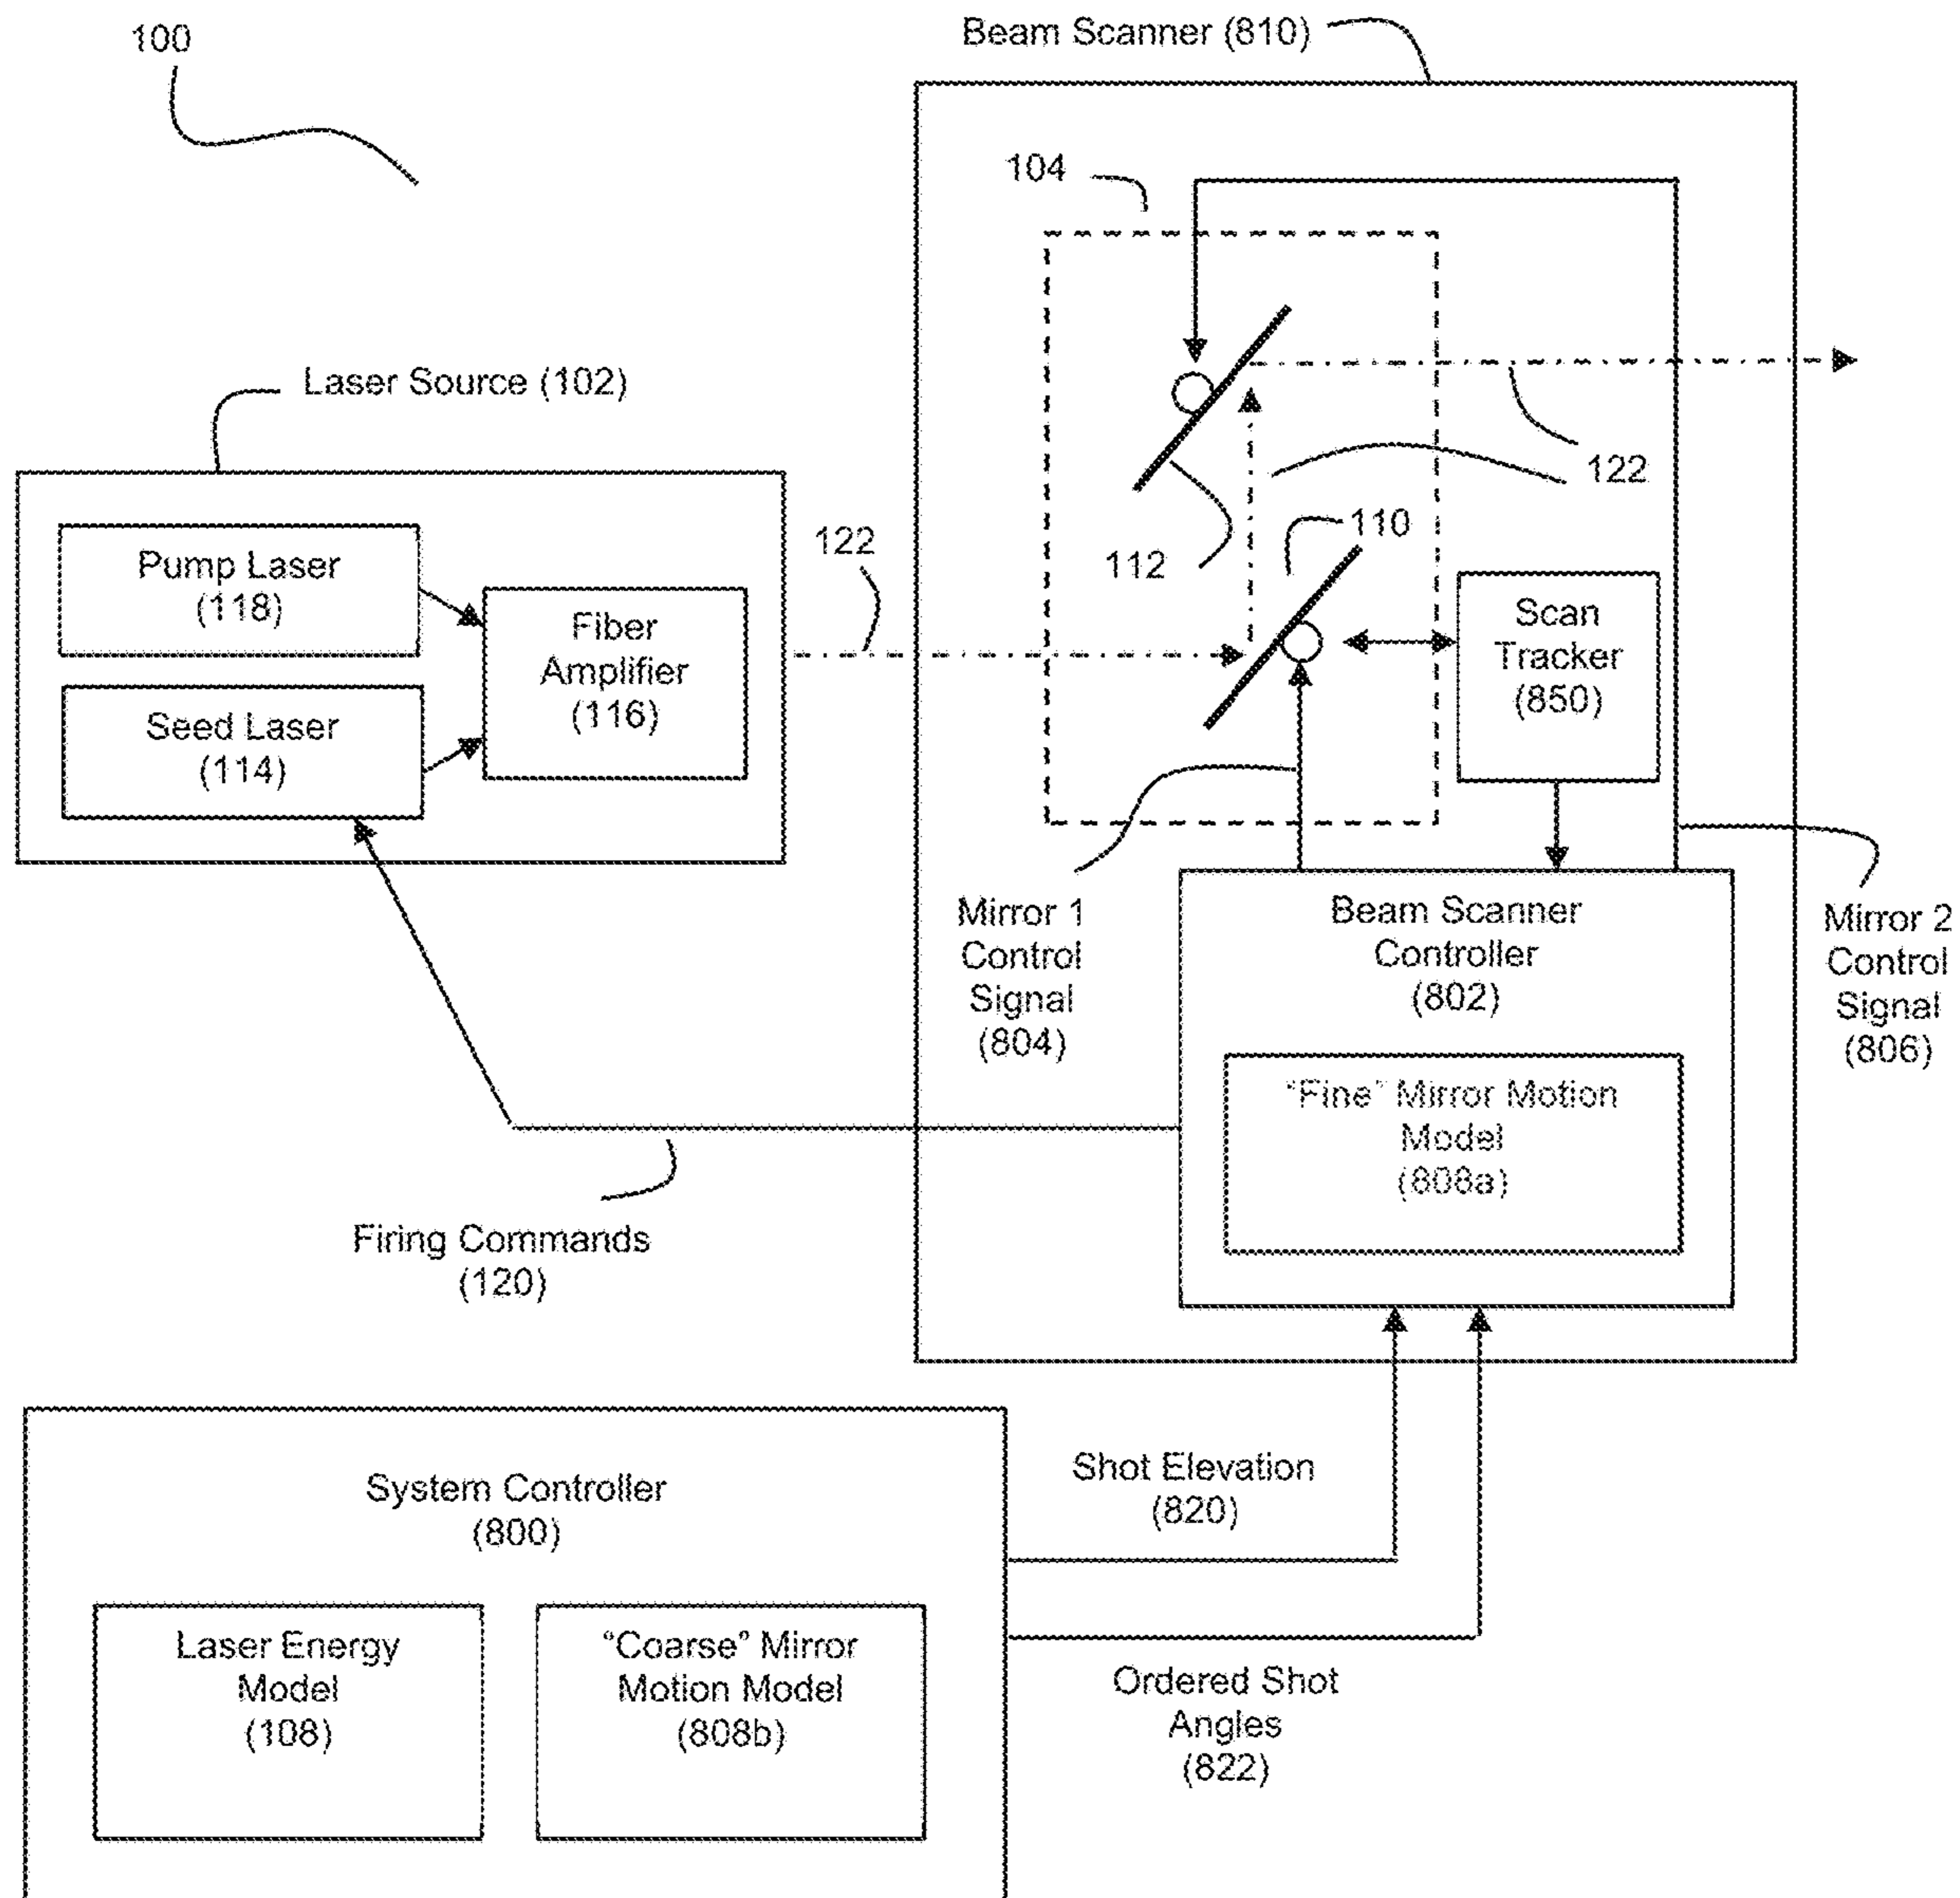 100
Beam Scanner (810)
104
Laser Source (102)
Pump Laser
(118)
Seed Laser
(114)
Fiber
Amplifier
(116)
122
112
110
122
Scan
Tracker
(850)
Mirror 1
Control
Signal
(804)
Beam Scanner
Controller
(802)
"Fine" Mirror Motion
Model
(808a)
Mirror 2
Control
Signal
(806)
Firing Commands
(120)
System Controller
(800)
Laser Energy
Model
(108)
"Coarse" Mirror
Motion Model
(808b)
Shot Elevation
(820)
Ordered Shot
Angles
(822)